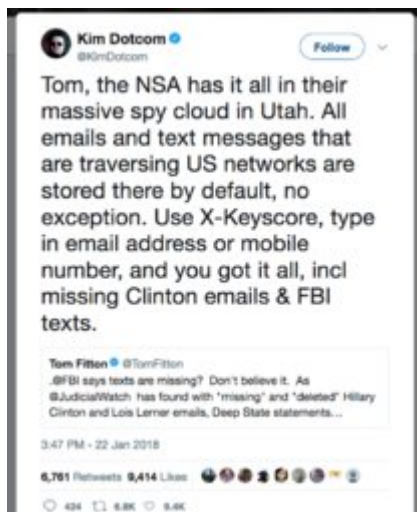 Kim Dotcom
@KimDotcom
Follow
Tom, the NSA has it all in their
massive spy cloud in Utah. All
emails and text messages that
are traversing US networks are
stored there by default, no
exception. Use X-Keyscore, type
in email address or mobile
number, and you got it all, incl
missing Clinton emails & FBI
texts.
Tom Fitton @TomFitton
.@FBI says texts are missing? Don't believe it. As
@JudicialWatch has found with "missing" and "deleted" Hillary
Clinton and Lois Lerner emails, Deep State statements...
3:47 PM - 22 Jan 2018
6,761 Retweets 9,414 Likes
434 6.8K 9.4K